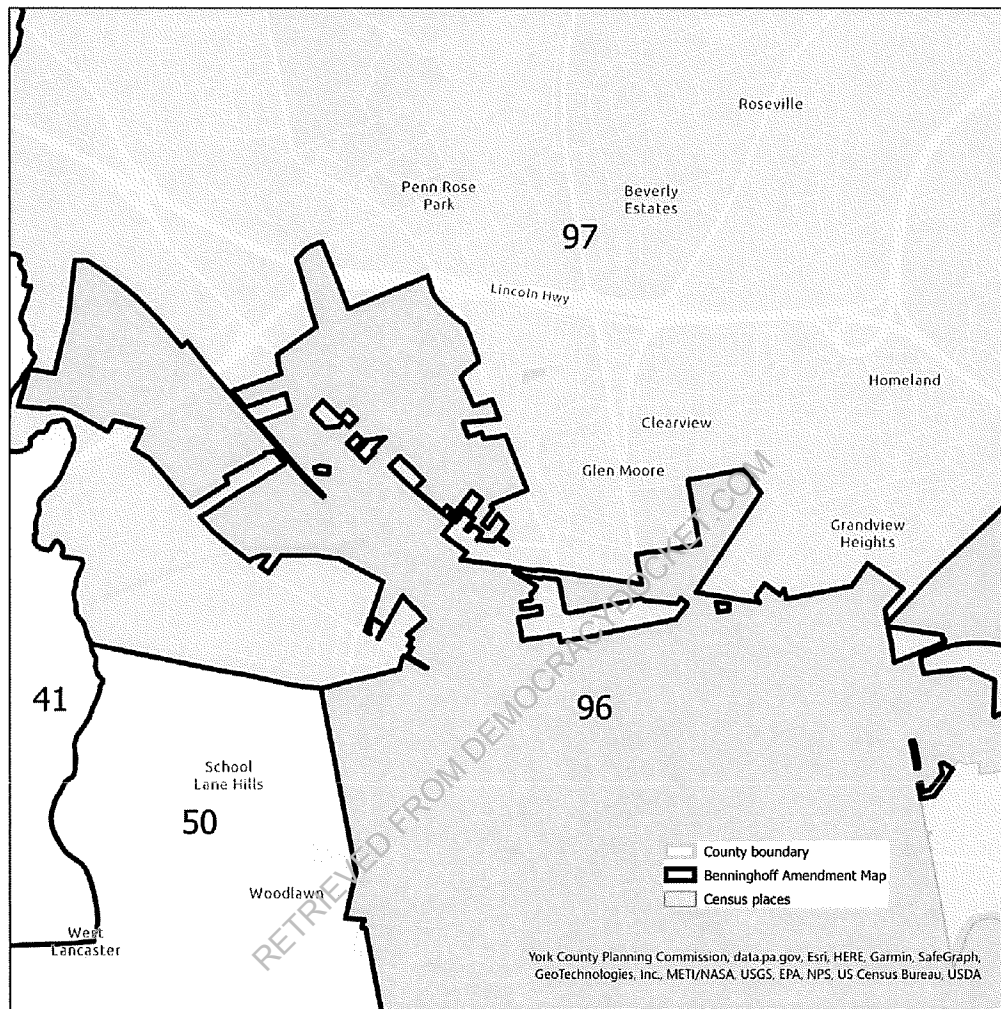 Roseville
Penn Rose
Park
Beverly
Estates
97
Lincoln Hwy
Homeland
Clearview
Glen Moore
Grandview
Heights
41
96
School
Lane Hills
50
Woodlawn
West
Lancaster
County boundary
Benninghoff Amendment Map
Census places
York County Planning Commission, data.pa.gov, Esri, HERE, Garmin, SafeGraph,
GeoTechnologies, Inc., METI/NASA, USGS, EPA, NPS, US Census Bureau, USDA
RETRIEVED FROM DEMOCRACYDOCKET.COM